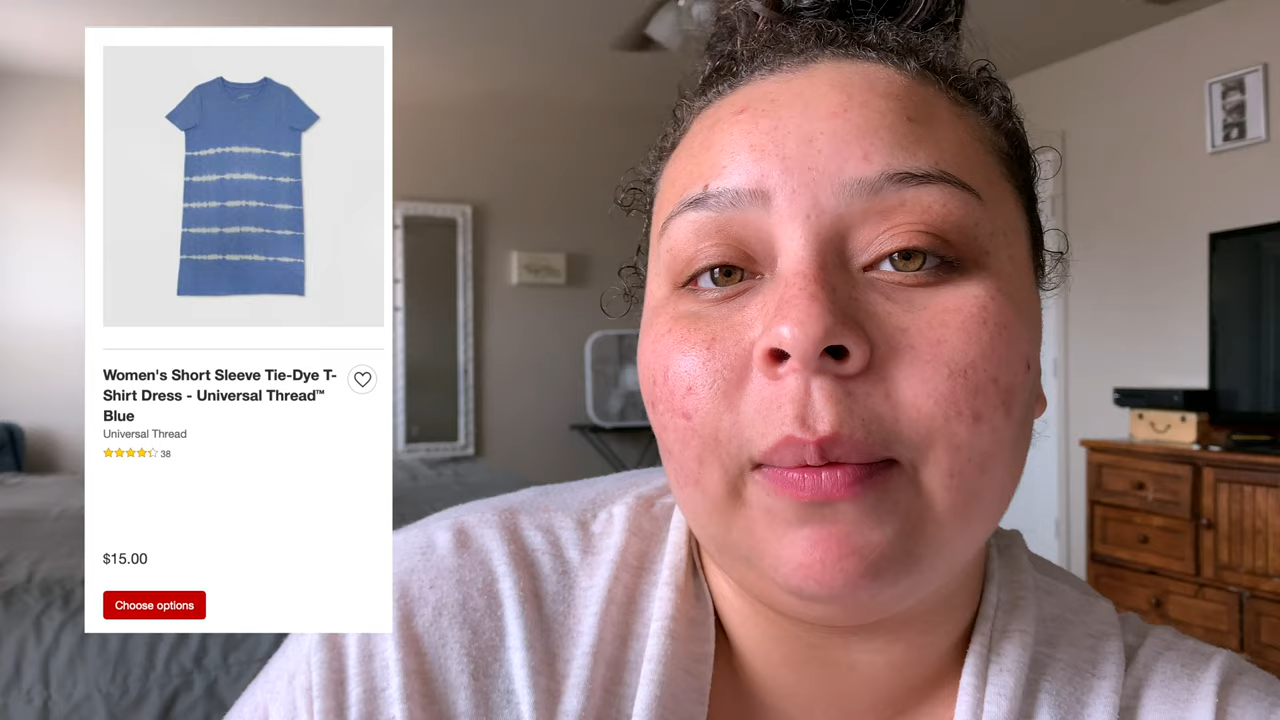 Women's Short Sleeve Tie-Dye T-
Shirt Dress - Universal Thread™
Blue
Universal Thread
38
$15.00
Choose options